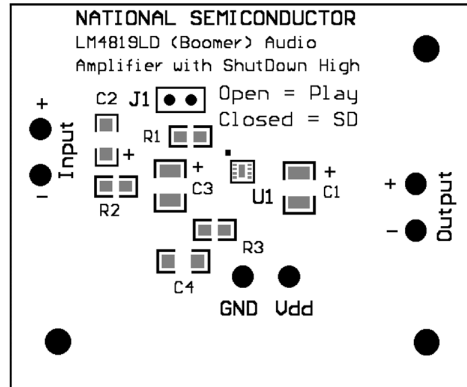 NATIONAL SEMICONDUCTOR
LM4819LD (Boomer) Audio
Amplifier with ShutDown High
C2 J1 Open = Play
Closed = SD
+
Input
-
R1
+
R2
+
C3
U1
+
C1
+
Output
-
R3
C4
GND Vdd